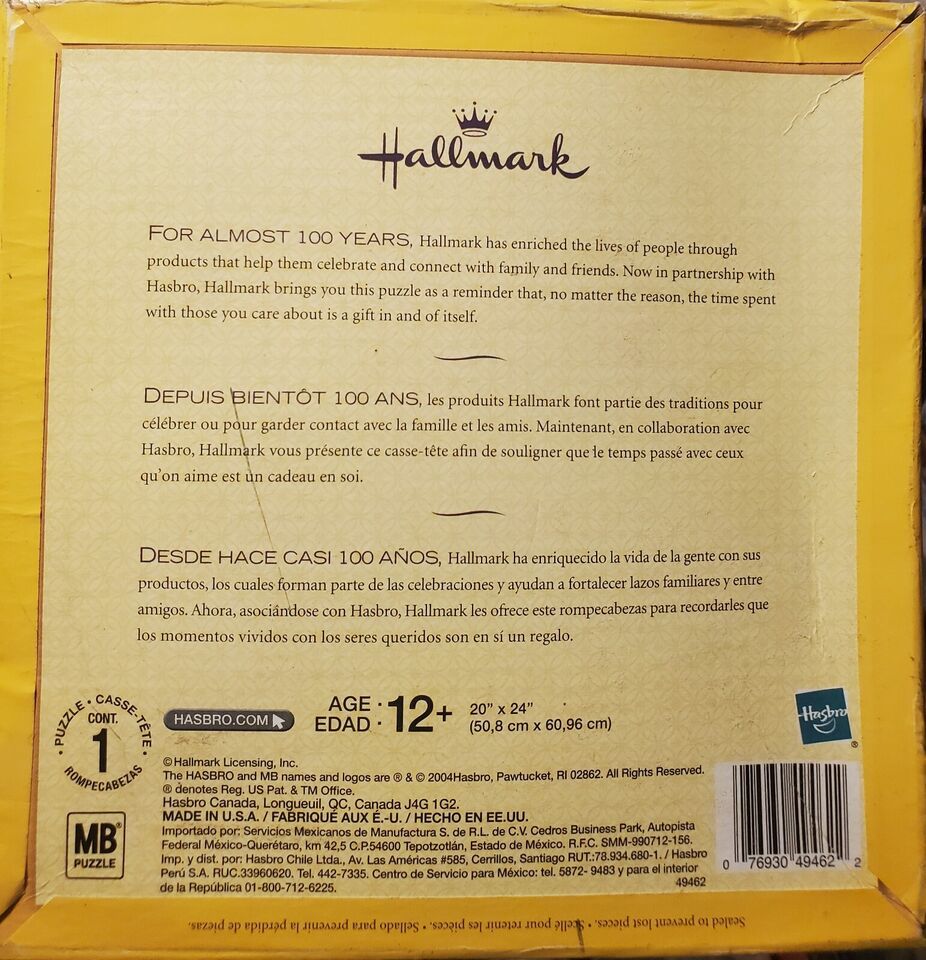 Hallmark
FOR ALMOST 100 YEARS, Hallmark has enriched the lives of people through
products that help them celebrate and connect with family and friends. Now in partnership with
Hasbro, Hallmark brings you this puzzle as a reminder that, no matter the reason, the time spent
with those you care about is a gift in and of itself.
DEPUIS BIENTÔT 100 ANS, les produits Hallmark font partie des traditions pour
célébrer ou pour garder contact avec la famille et les amis. Maintenant, en collaboration avec
Hasbro, Hallmark vous présente ce casse-tête afin de souligner que le temps passé avec ceux
qu'on aime est un cadeau en soi.
DESDE HACE CASI 100 AÑOS, Hallmark ha enriquecido la vida de la gente con sus
productos, los cuales forman parte de las celebraciones y ayudan a fortalecer lazos familiares y entre
amigos. Ahora, asociándose con Hasbro, Hallmark les ofrece este rompecabezas para recordarles que
los momentos vividos con los seres queridos son en sí un regalo.
PUZZLE • CASSE-TÊTE • ROMPECABEZAS •
CONT.
1
HASBRO.COM
AGE •
EDAD •
12+
20" x 24"
(50,8 cm x 60,96 cm)
Hasbro
®
© Hallmark Licensing, Inc.
The HASBRO and MB names and logos are ® & © 2004Hasbro, Pawtucket, RI 02862. All Rights Reserved.
® denotes Reg. US Pat. & TM Office.
Hasbro Canada, Longueuil, QC, Canada J4G 1G2.
MADE IN U.S.A. / FABRIQUÉ AUX É.-U. / HECHO EN EE.UU.
Importado por: Servicios Mexicanos de Manufactura S. de R.L. de C.V. Cedros Business Park, Autopista
Federal México-Querétaro, km 42,5 C.P.54600 Tepotzotlán, Estado de México. R.F.C. SMM-990712-156.
Imp. y dist. por: Hasbro Chile Ltda., Av. Las Américas #585, Cerrillos, Santiago RUT.:78.934.680-1. / Hasbro
Perú S.A. RUC.33960620. Tel. 442-7335. Centro de Servicio para México: tel. 5872- 9483 y para el interior
de la República 01-800-712-6225.
49462
MB®
PUZZLE
0 76930 49462 2
Sealed to prevent lost pieces. • Scellé pour retenir les pièces. • Sellado para prevenir la pérdida de piezas.